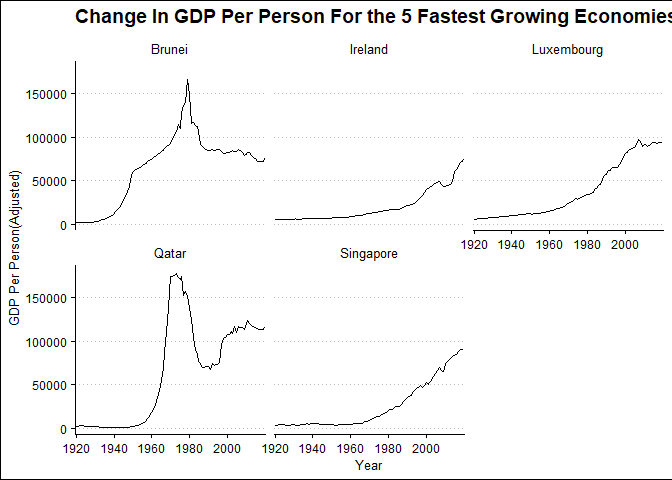 Change In GDP Per Person For the 5 Fastest Growing Economies
Brunei
Ireland
Luxembourg
150000
100000
50000
0
1920 1940 1960 1980 2000
Qatar
Singapore
150000
100000
50000
0
1920 1940 1960 1980 2000
1920 1940 1960 1980 2000
GDP Per Person(Adjusted)
Year